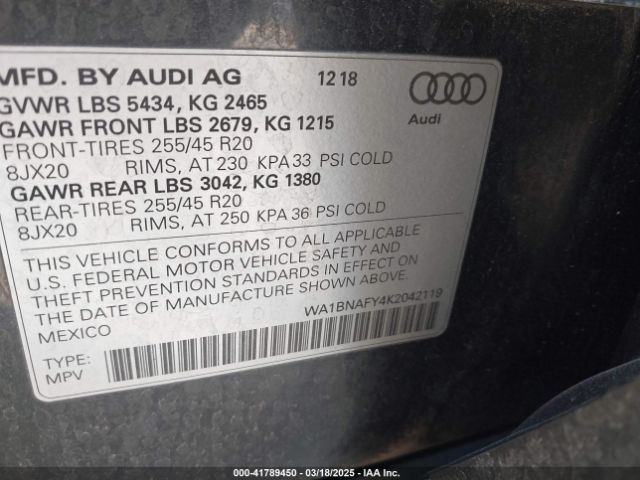 MFD. BY AUDI AG 12 18
GVWR LBS 5434, KG 2465
GAWR FRONT LBS 2679, KG 1215
Audi
FRONT-TIRES 255/45 R20
8JX20 RIMS, AT 230 KPA 33 PSI COLD
GAWR REAR LBS 3042, KG 1380
REAR-TIRES 255/45 R20
8JX20 RIMS, AT 250 KPA 36 PSI COLD
THIS VEHICLE CONFORMS TO ALL APPLICABLE
U.S. FEDERAL MOTOR VEHICLE SAFETY AND
THEFT PREVENTION STANDARDS IN EFFECT ON
THE DATE OF MANUFACTURE SHOWN ABOVE.
MEXICO
WA1BNAFY4K2042119
TYPE:
MPV
000-41789450 - 03/18/2025 - IAA Inc.